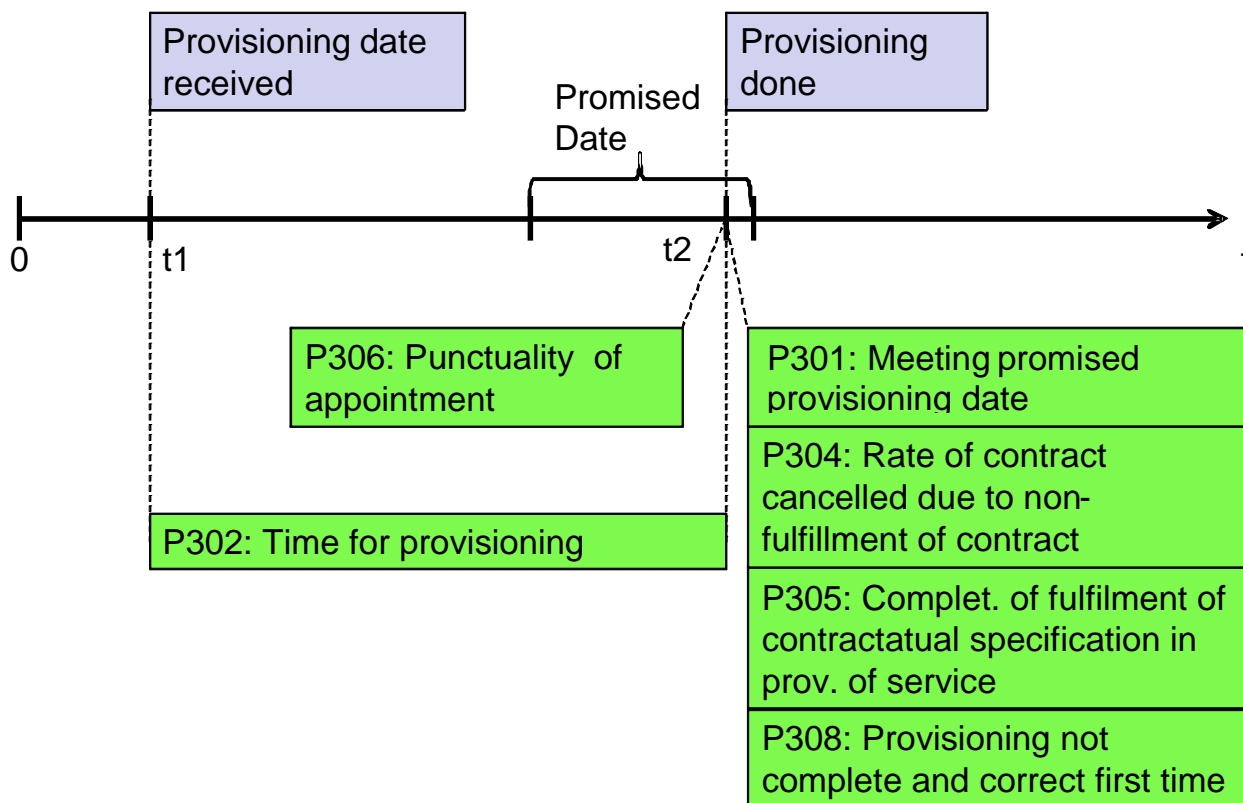 Provisioning date
received
Provisioning
done
Promised
Date
0
t1
t2
P306: Punctuality of
appointment
P301: Meeting promised
provisioning date
P304: Rate of contract
cancelled due to non-
fulfillment of contract
P302: Time for provisioning
P305: Complet. of fulfilment of
contractatual specification in
prov. of service
P308: Provisioning not
complete and correct first time